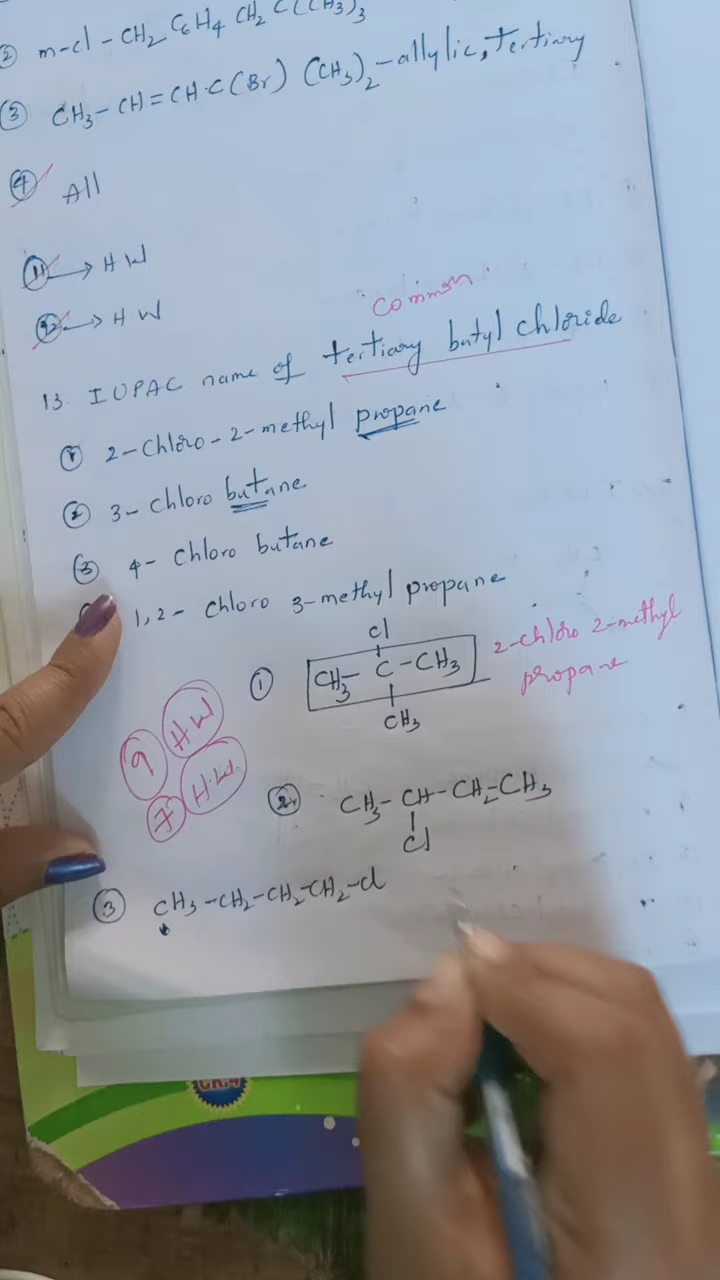 ② m-cl-CH₂ C₆H₄ CH₂ C(CH₃)₃
③ CH₃-CH=CH·C(Br) (CH₃)₂-allylic, tertiary
④ All
⑪→ HW
⑫→ HW
common
13. IUPAC name of tertiary butyl chloride
① 2-chloro-2-methyl propane
② 3-chloro butane
③ 4-chloro butane
1,2-chloro 3-methyl propane
Cl
① CH₃-C-CH₃ 2-chloro 2-methyl
propane
CH₃
9 HW
7 H.W
② CH₃-CH-CH₂-CH₃
Cl
③ CH₃-CH₂-CH₂-CH₂-Cl